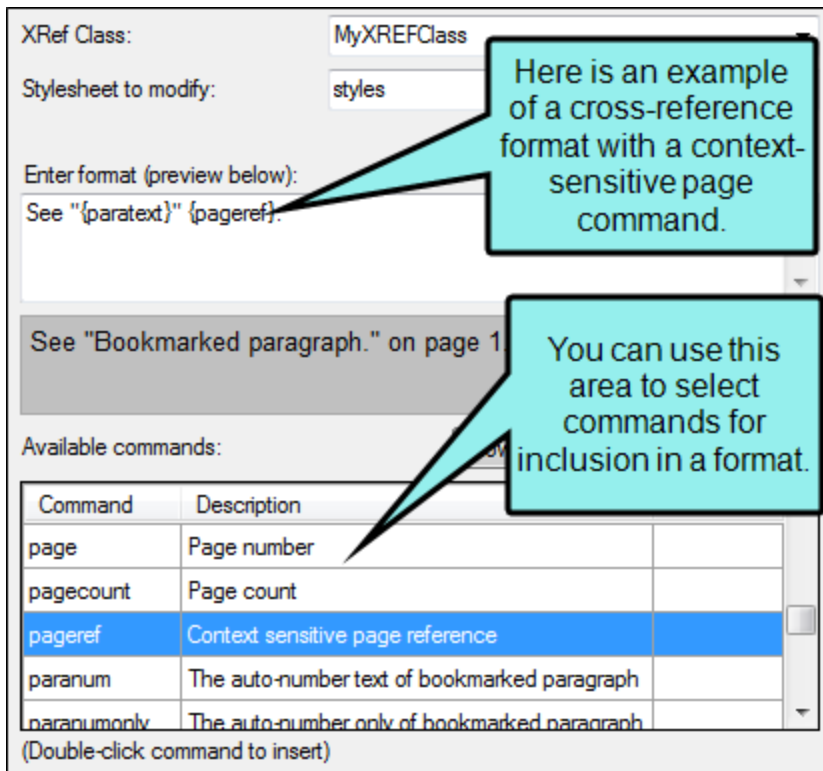 XRef Class: MyXREFClass
Stylesheet to modify: styles
Here is an example
of a cross-reference
format with a context-
sensitive page
command.
Enter format (preview below):
See "{paratext}" {pageref}.
See "Bookmarked paragraph." on page 1.
You can use this
area to select
commands for
inclusion in a format.
Available commands:
Command Description
page Page number
pagecount Page count
pageref Context sensitive page reference
paranum The auto-number text of bookmarked paragraph
paranumonly The auto-number only of bookmarked paragraph
(Double-click command to insert)